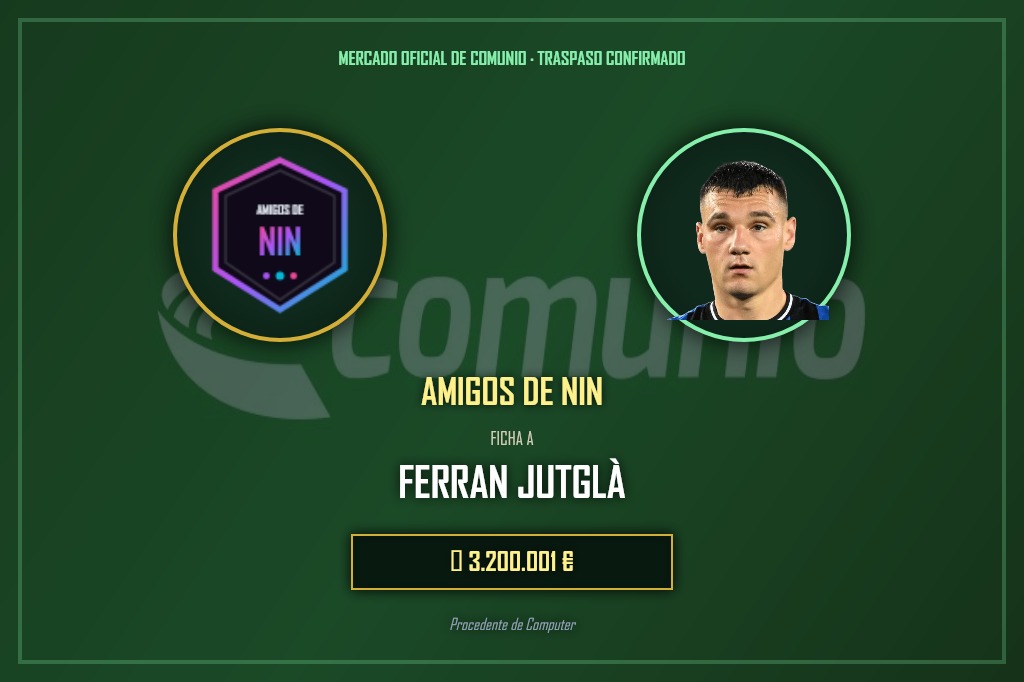 MERCADO OFICIAL DE COMUNIO · TRASPASO CONFIRMADO
AMIGOS DE
NIN
comunio
AMIGOS DE NIN
FICHA A
FERRAN JUTGLÀ
3.200.001 €
Procedente de Computer